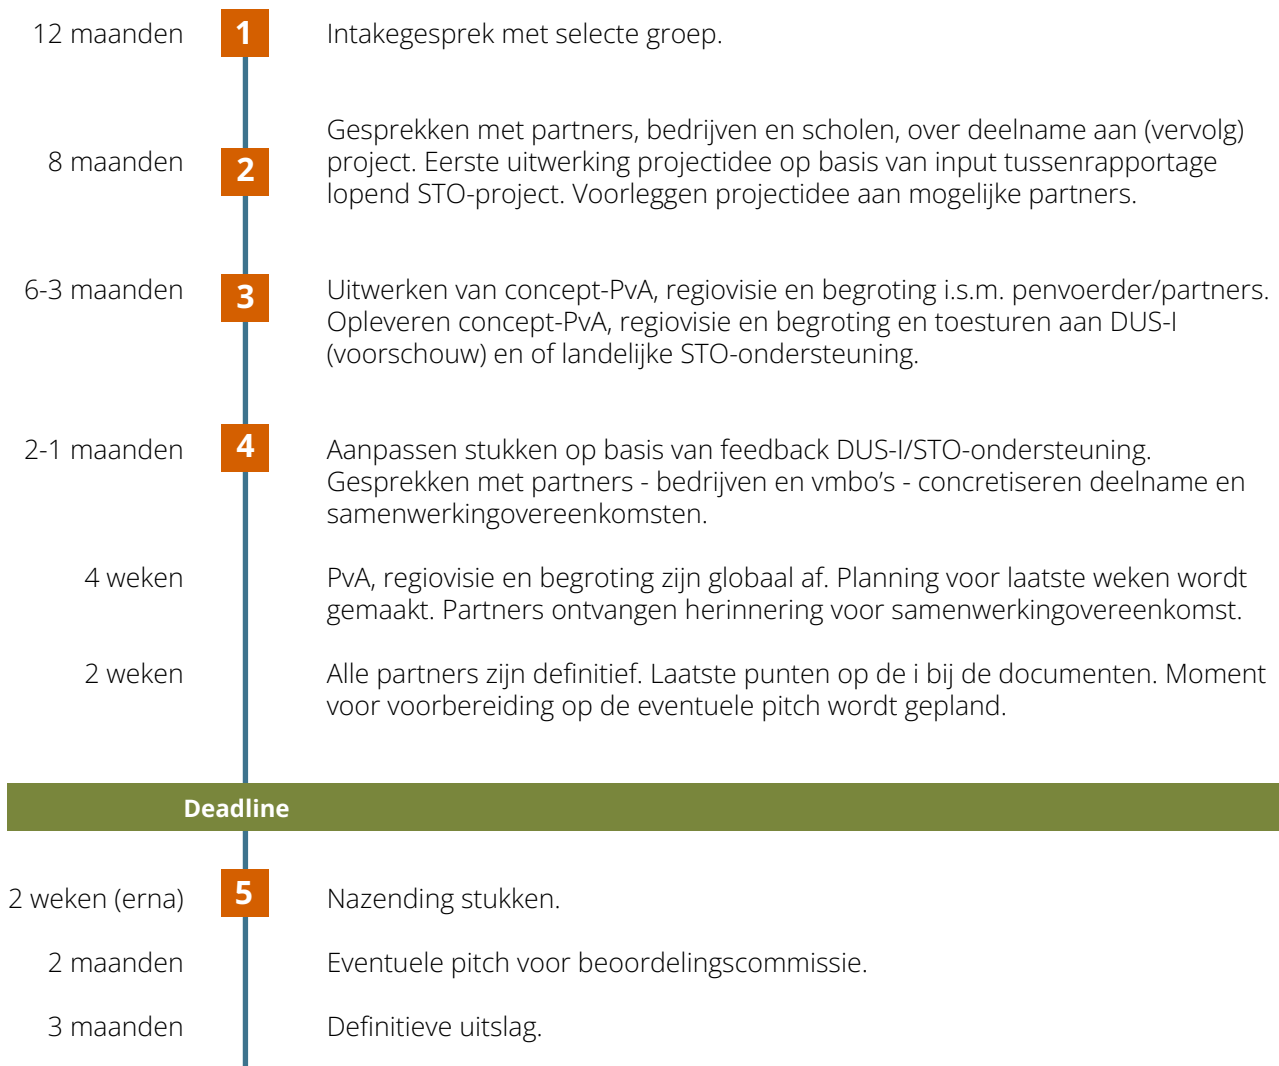 12 maanden
1
Intakegesprek met selecte groep.
8 maanden
2
Gesprekken met partners, bedrijven en scholen, over deelname aan (vervolg)
project. Eerste uitwerking projectidee op basis van input tussenrapportage
lopend STO-project. Voorleggen projectidee aan mogelijke partners.
6-3 maanden
3
Uitwerken van concept-PvA, regiovisie en begroting i.s.m. penvoerder/partners.
Opleveren concept-PvA, regiovisie en begroting en toesturen aan DUS-I
(voorschouw) en of landelijke STO-ondersteuning.
2-1 maanden
4
Aanpassen stukken op basis van feedback DUS-I/STO-ondersteuning.
Gesprekken met partners - bedrijven en vmbo’s - concretiseren deelname en
samenwerkingovereenkomsten.
4 weken
PvA, regiovisie en begroting zijn globaal af. Planning voor laatste weken wordt
gemaakt. Partners ontvangen herinnering voor samenwerkingovereenkomst.
2 weken
Alle partners zijn definitief. Laatste punten op de i bij de documenten. Moment
voor voorbereiding op de eventuele pitch wordt gepland.
Deadline
2 weken (erna)
5
Nazending stukken.
2 maanden
Eventuele pitch voor beoordelingscommissie.
3 maanden
Definitieve uitslag.